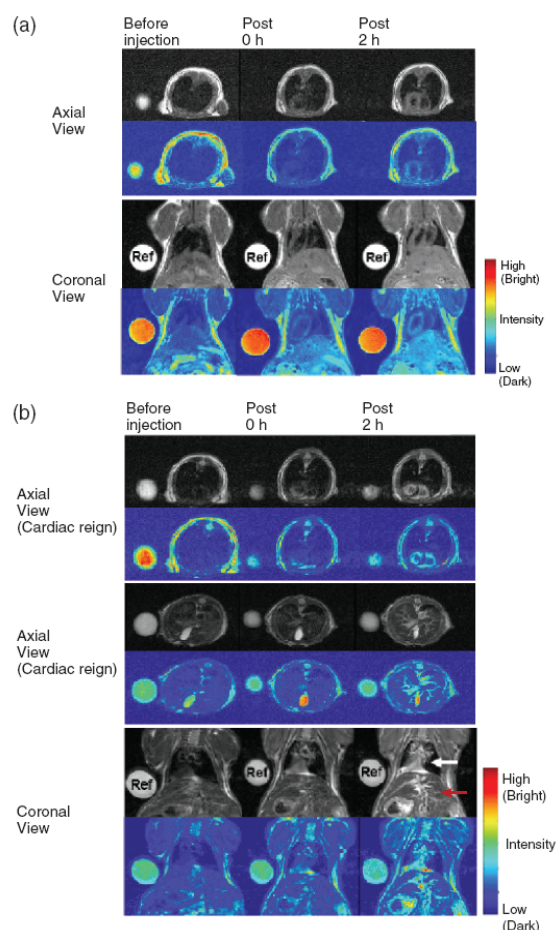 (a)
Before injection
Post 0 h
Post 2 h
Axial View
Coronal View
Ref
Ref
Ref
High (Bright)
Intensity
Low (Dark)
(b)
Before injection
Post 0 h
Post 2 h
Axial View (Cardiac reign)
Axial View (Cardiac reign)
Coronal View
Ref
Ref
Ref
High (Bright)
Intensity
Low (Dark)